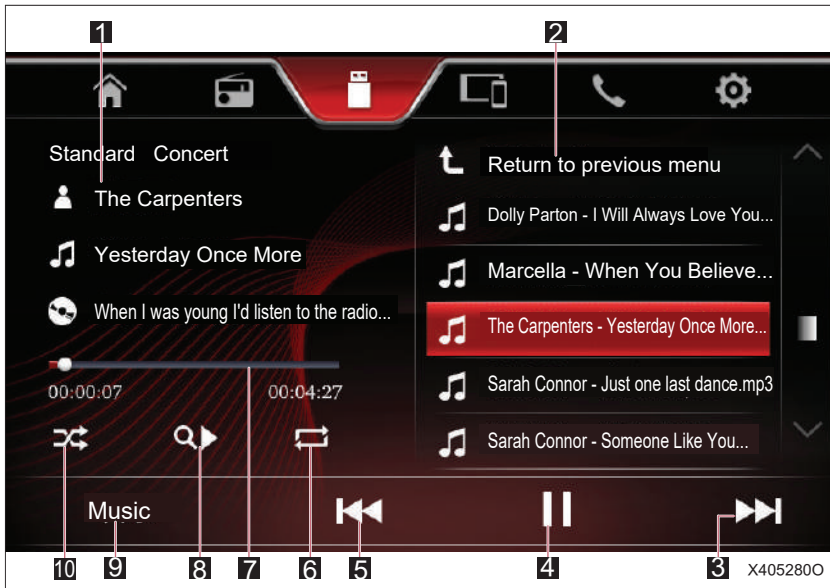 1
2
Standard Concert
The Carpenters
Yesterday Once More
When I was young I'd listen to the radio...
00:00:07
00:04:27
Return to previous menu
Dolly Parton - I Will Always Love You...
Marcella - When You Believe...
The Carpenters - Yesterday Once More...
Sarah Connor - Just one last dance.mp3
Sarah Connor - Someone Like You...
Music
10
9
8
7
6
5
4
3
X405280O